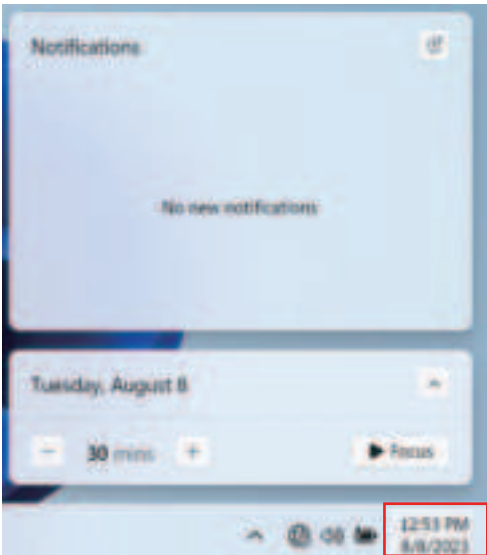 Notifications
No new notifications
Tuesday, August 8
− 30 mins +
Focus
12:53 PM
8/8/2023